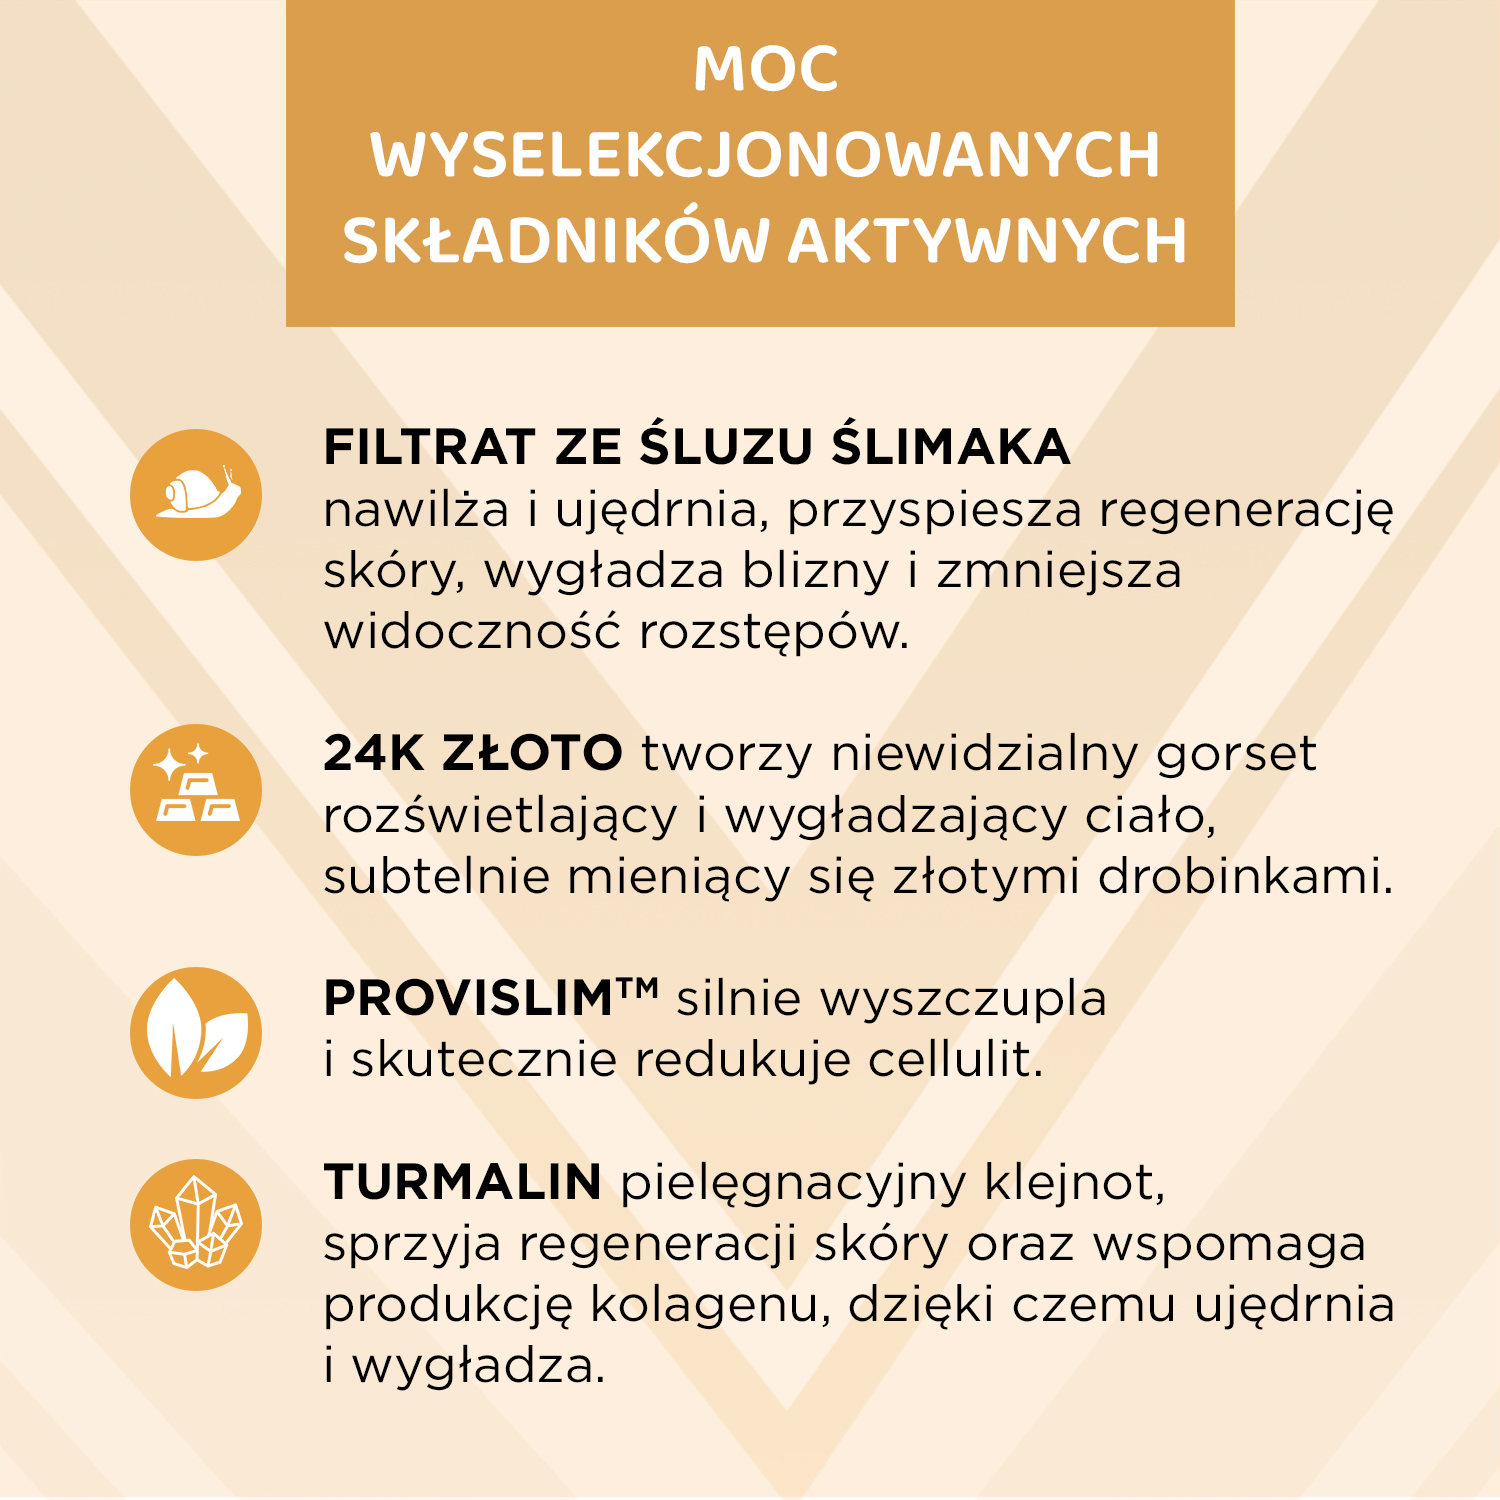 MOC
WYSELEKCJONOWANYCH
SKŁADNIKÓW AKTYWNYCH
FILTRAT ZE ŚLUZU ŚLIMAKA
nawilża i ujędrnia, przyspiesza regenerację
skóry, wygładza blizny i zmniejsza
widoczność rozstępów.
24K ZŁOTO tworzy niewidzialny gorset
rozświetlający i wygładzający ciało,
subtelnie mieniący się złotymi drobinkami.
PROVISLIM™ silnie wyszczupla
i skutecznie redukuje cellulit.
TURMALIN pielęgnacyjny klejnot,
sprzyja regeneracji skóry oraz wspomaga
produkcję kolagenu, dzięki czemu ujędrnia
i wygładza.